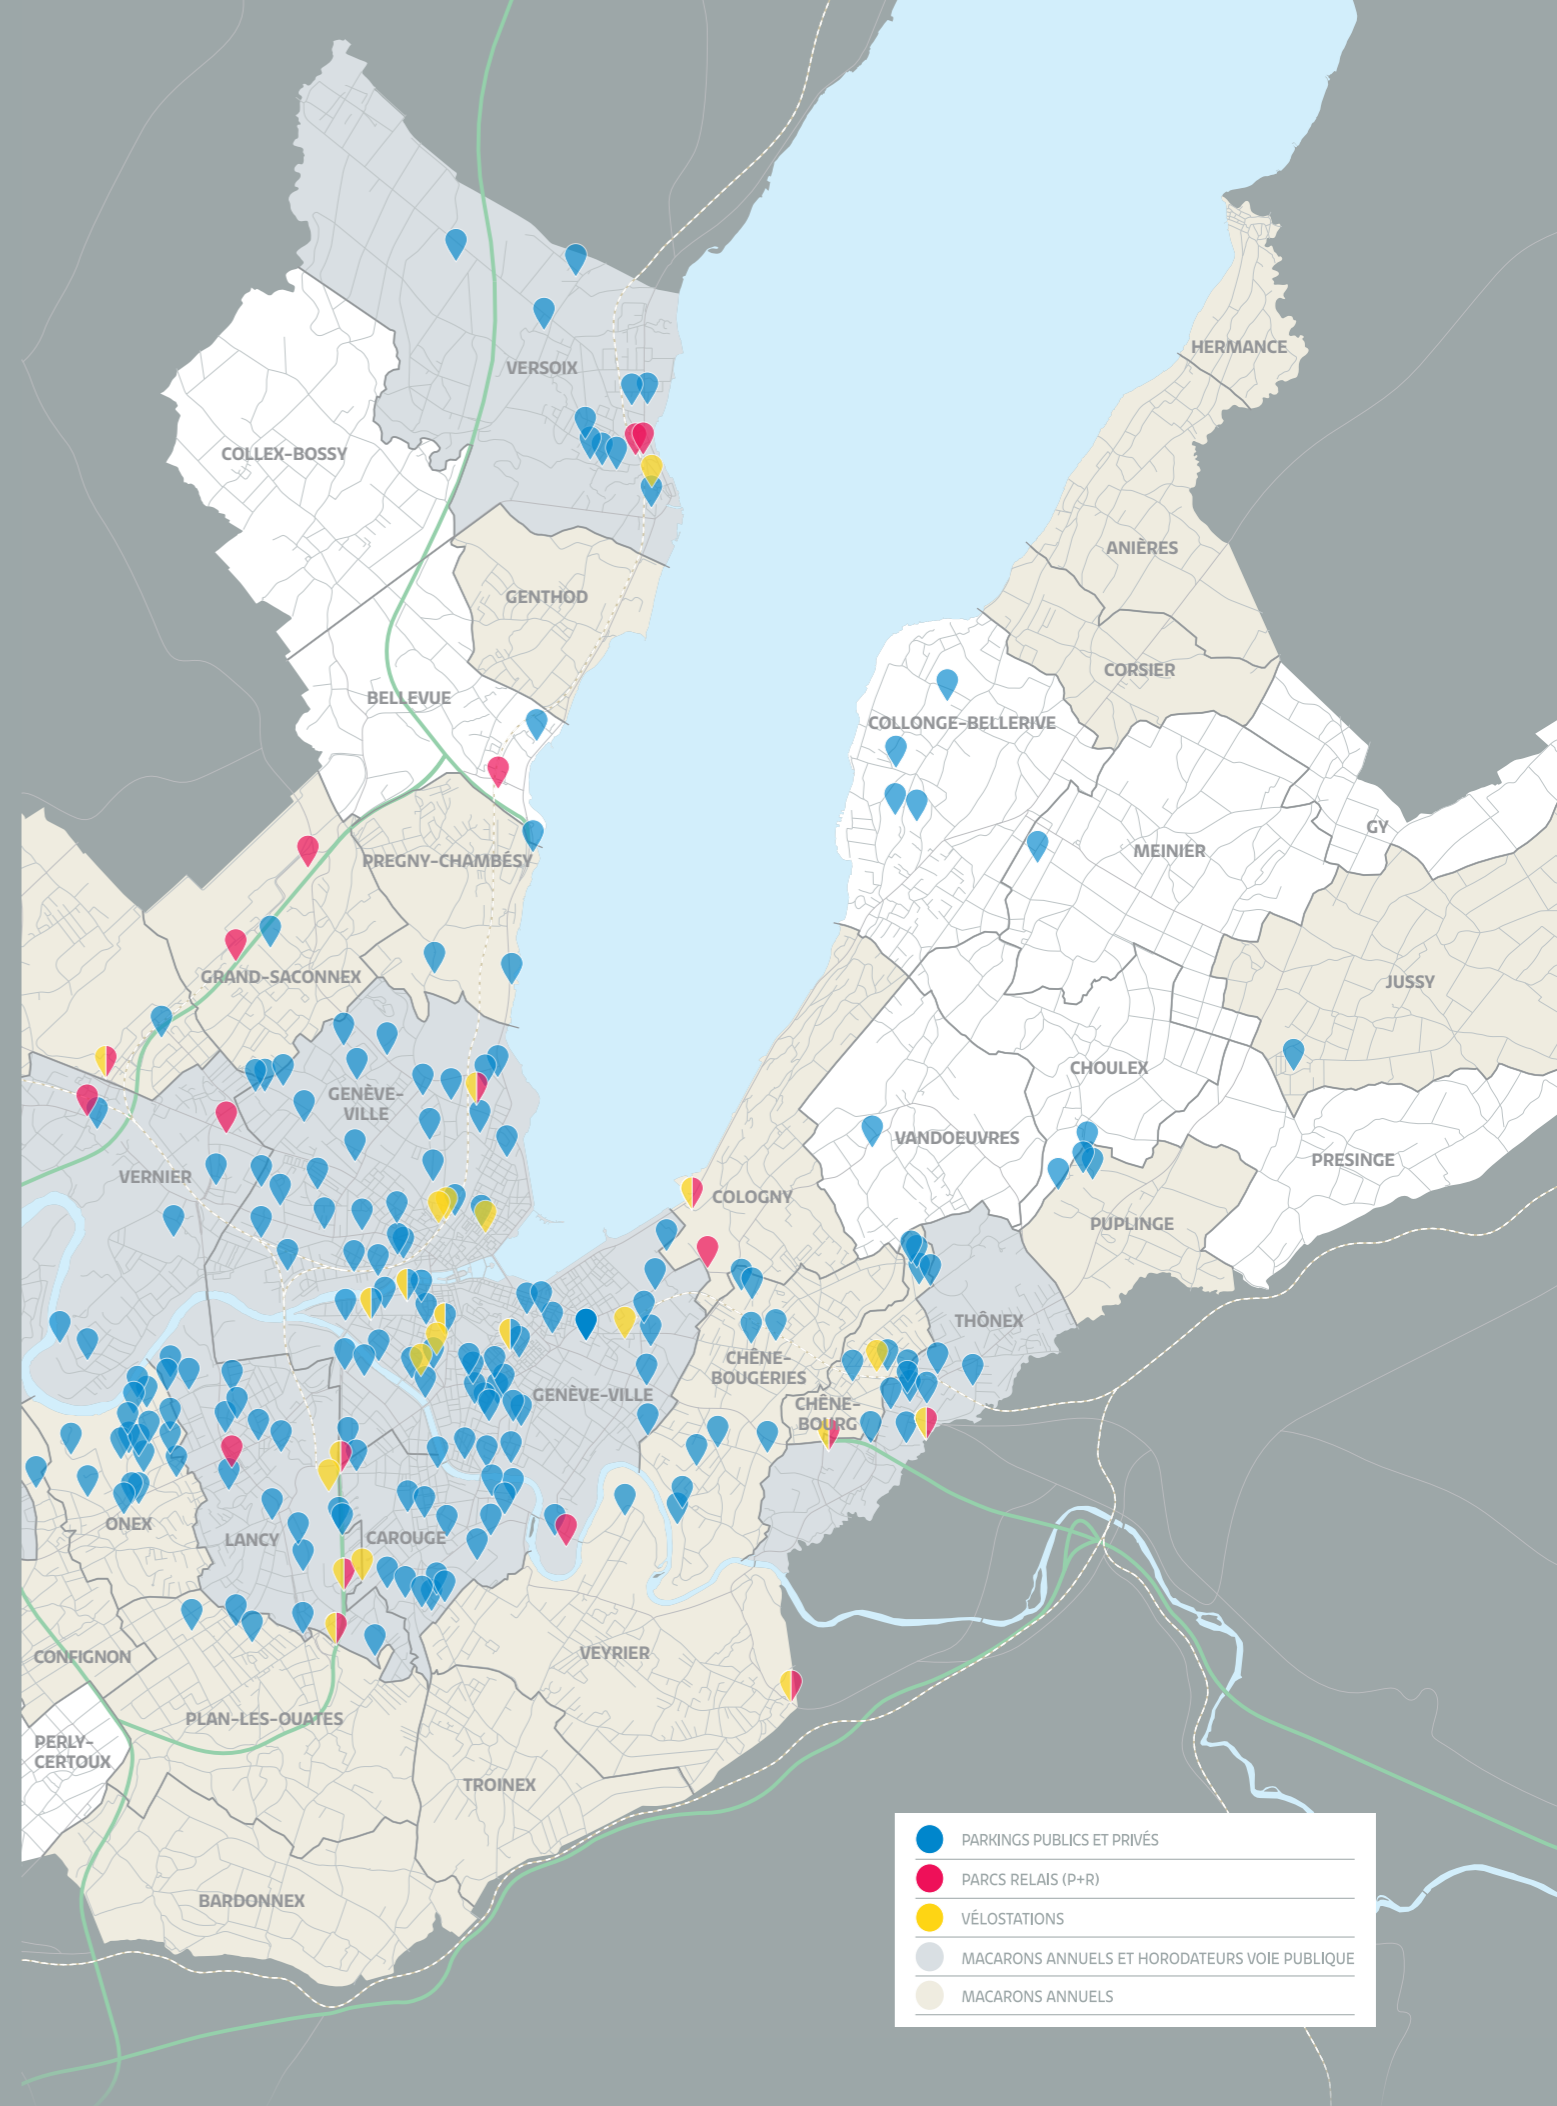 HERMANCE
VERSOIX
COLLEX-BOSSY
ANIÈRES
GENTHOD
CORSIER
BELLEVUE
COLLONGE-BELLERIVE
GY
MEINIER
PREGNY-CHAMBÉSY
GRAND-SACONNEX
JUSSY
CHOULEX
GENÈVE-
VILLE
VANDOEUVRES
PRESINGE
VERNIER
COLOGNY
PUPLINGE
THÔNEX
CHÊNE-
BOUGERIES
GENÈVE-VILLE
CHÊNE-
BOURG
ONEX
LANCY
CAROUGE
CONFIGNON
VEYRIER
PLAN-LES-OUATES
PERLY-
CERTOUX
TROINEX
BARDONNEX
PARKINGS PUBLICS ET PRIVÉS
PARCS RELAIS (P+R)
VÉLOSTATIONS
MACARONS ANNUELS ET HORODATEURS VOIE PUBLIQUE
MACARONS ANNUELS